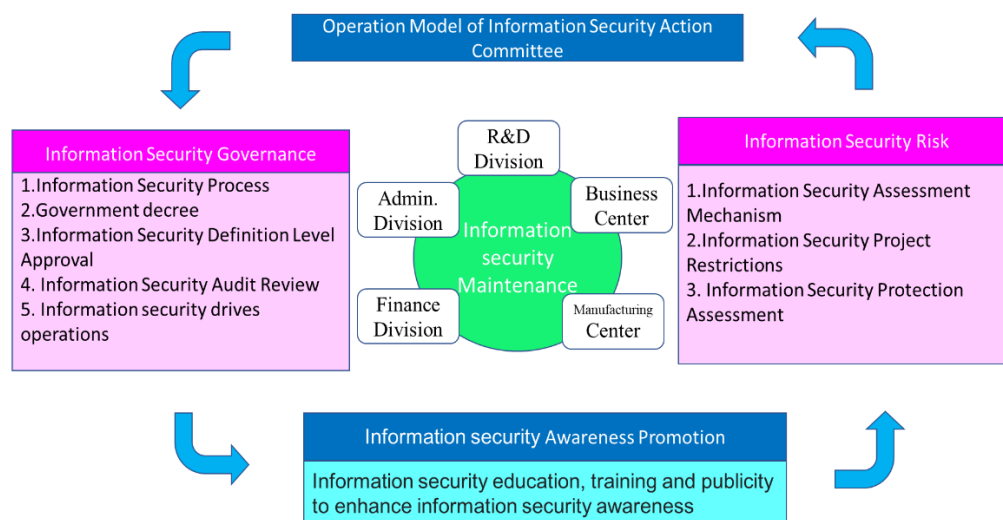 Operation Model of Information Security Action
Committee
Information Security Governance
1.Information Security Process
2.Government decree
3.Information Security Definition Level
Approval
4. Information Security Audit Review
5. Information security drives
operations
R&D
Division
Admin.
Division
Business
Center
Information
security
Maintenance
Finance
Division
Manufacturing
Center
Information Security Risk
1.Information Security Assessment
Mechanism
2.Information Security Project
Restrictions
3. Information Security Protection
Assessment
Information security Awareness Promotion
Information security education, training and publicity
to enhance information security awareness